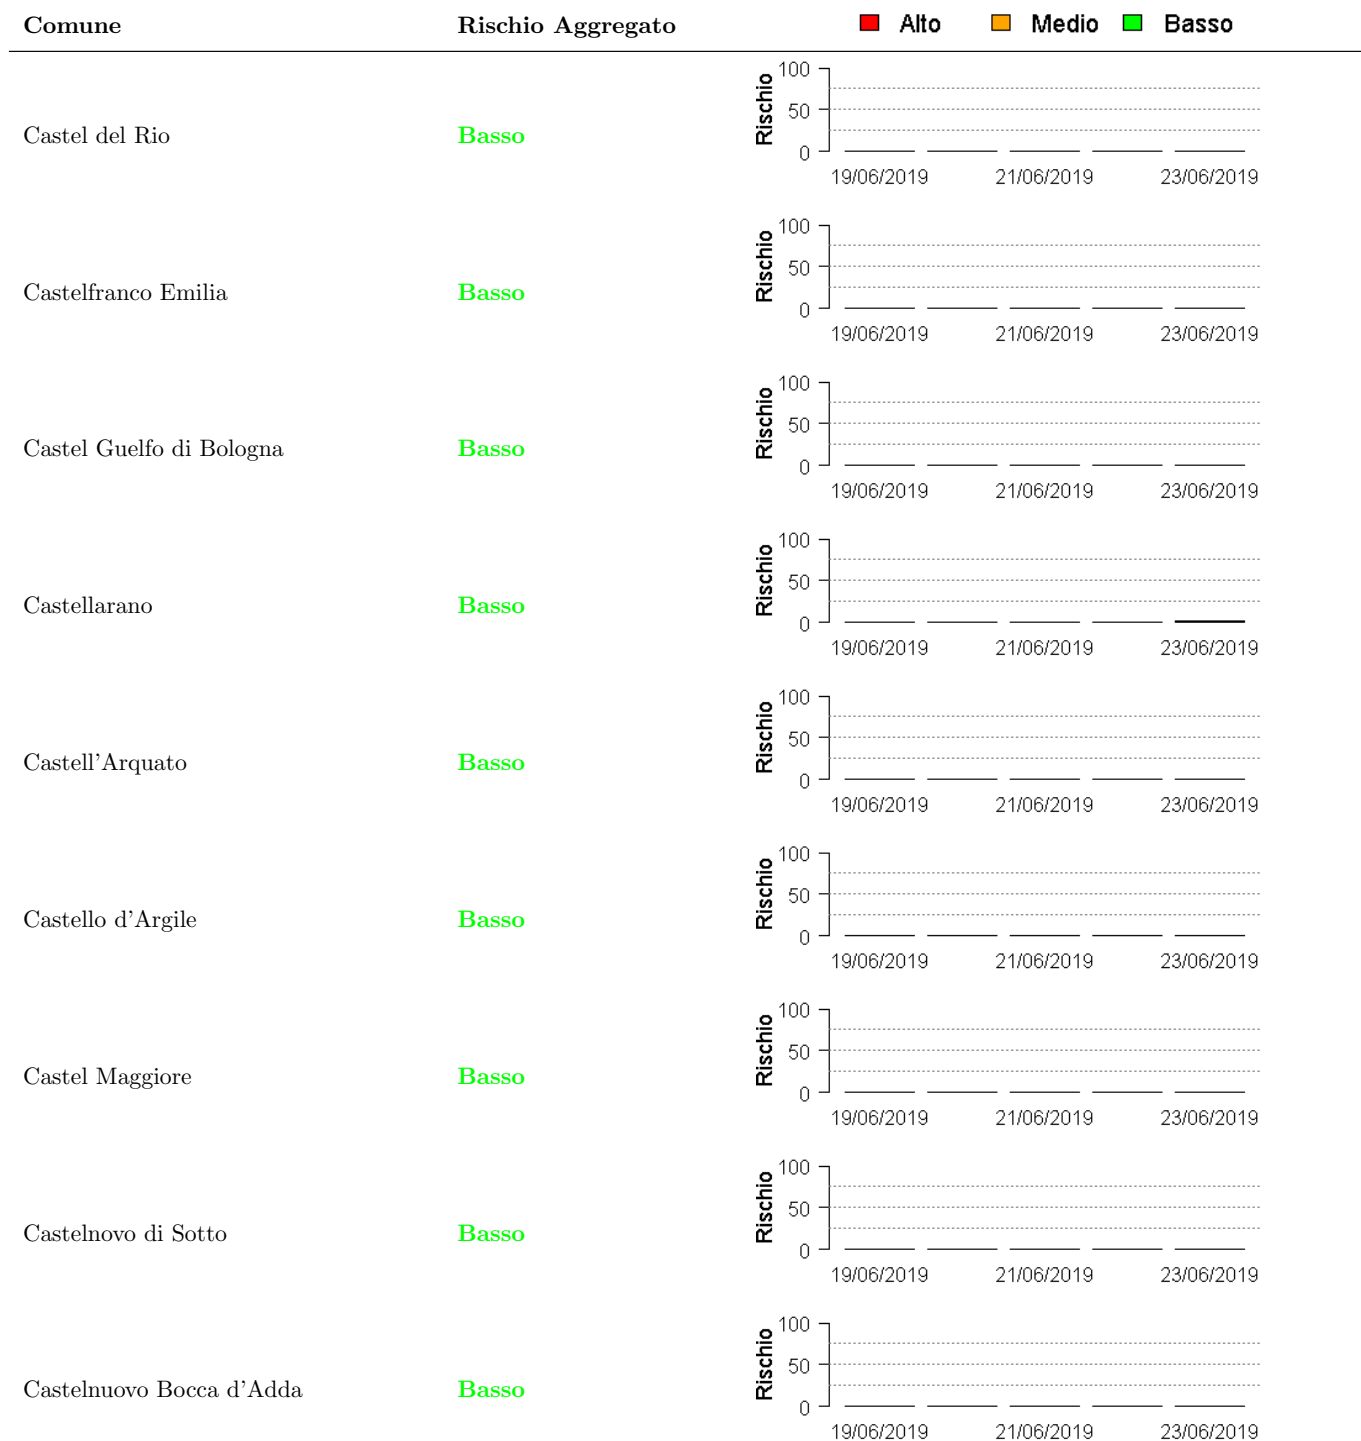 Comune Rischio Aggregato Alto Medio Basso
100
50
0
Rischio
Castel del Rio Basso
19/06/2019 21/06/2019 23/06/2019
100
50
0
Rischio
Castelfranco Emilia Basso
19/06/2019 21/06/2019 23/06/2019
100
50
0
Rischio
Castel Guelfo di Bologna Basso
19/06/2019 21/06/2019 23/06/2019
100
50
0
Rischio
Castellarano Basso
19/06/2019 21/06/2019 23/06/2019
100
50
0
Rischio
Castell'Arquato Basso
19/06/2019 21/06/2019 23/06/2019
100
50
0
Rischio
Castello d'Argile Basso
19/06/2019 21/06/2019 23/06/2019
100
50
0
Rischio
Castel Maggiore Basso
19/06/2019 21/06/2019 23/06/2019
100
50
0
Rischio
Castelnovo di Sotto Basso
19/06/2019 21/06/2019 23/06/2019
100
50
0
Rischio
Castelnuovo Bocca d'Adda Basso
19/06/2019 21/06/2019 23/06/2019